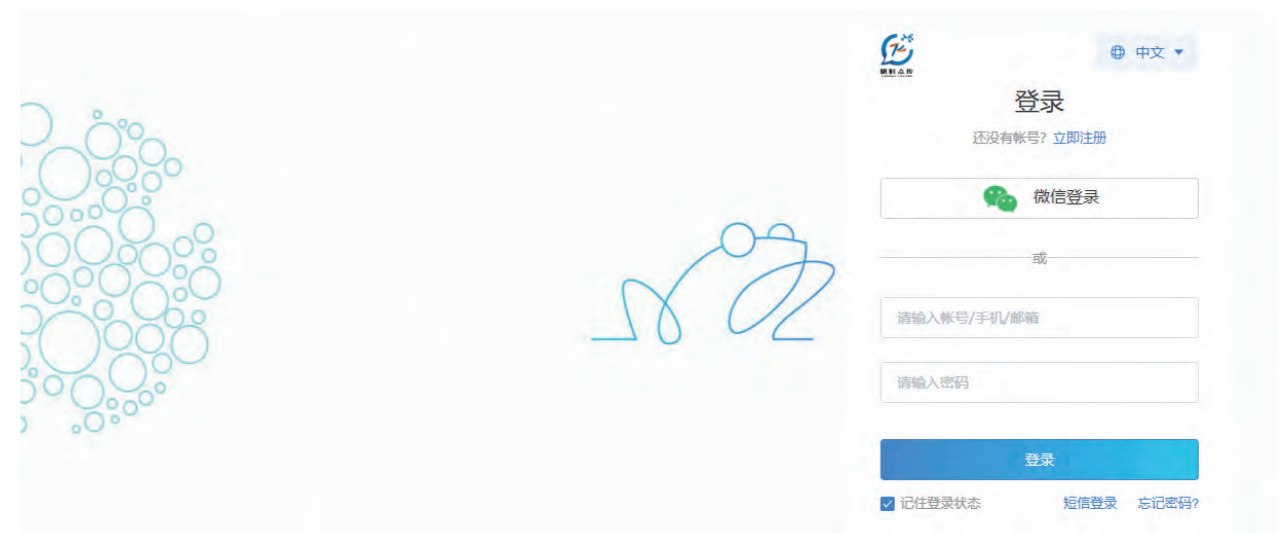 中文
登录
还没有帐号? 立即注册
微信登录
或
请输入帐号/手机/邮箱
请输入密码
登录
记住登录状态 短信登录 忘记密码?